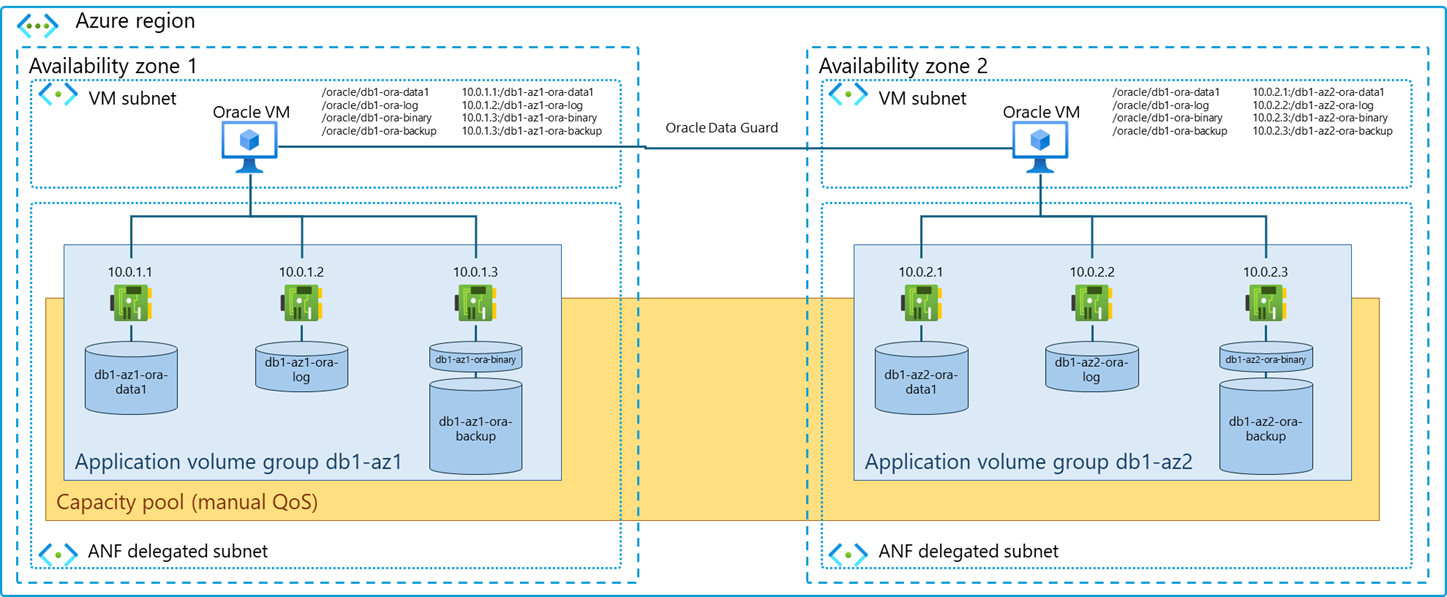 Azure region
Availability zone 1
VM subnet
Oracle VM
/oracle/db1-ora-data1 10.0.1.1:/db1-az1-ora-data1
/oracle/db1-ora-log 10.0.1.2:/db1-az1-ora-log
/oracle/db1-ora-binary 10.0.1.3:/db1-az1-ora-binary
/oracle/db1-ora-backup 10.0.1.3:/db1-az1-ora-backup
Oracle Data Guard
Availability zone 2
VM subnet
Oracle VM
/oracle/db1-ora-data1 10.0.2.1:/db1-az2-ora-data1
/oracle/db1-ora-log 10.0.2.2:/db1-az2-ora-log
/oracle/db1-ora-binary 10.0.2.3:/db1-az2-ora-binary
/oracle/db1-ora-backup 10.0.2.3:/db1-az2-ora-backup
10.0.1.1
10.0.1.2
10.0.1.3
db1-az1-ora-
data1
db1-az1-ora-
log
db1-az1-ora-binary
db1-az1-ora-
backup
Application volume group db1-az1
10.0.2.1
10.0.2.2
10.0.2.3
db1-az2-ora-
data1
db1-az2-ora-
log
db1-az2-ora-binary
db1-az2-ora-
backup
Application volume group db1-az2
Capacity pool (manual QoS)
ANF delegated subnet
ANF delegated subnet